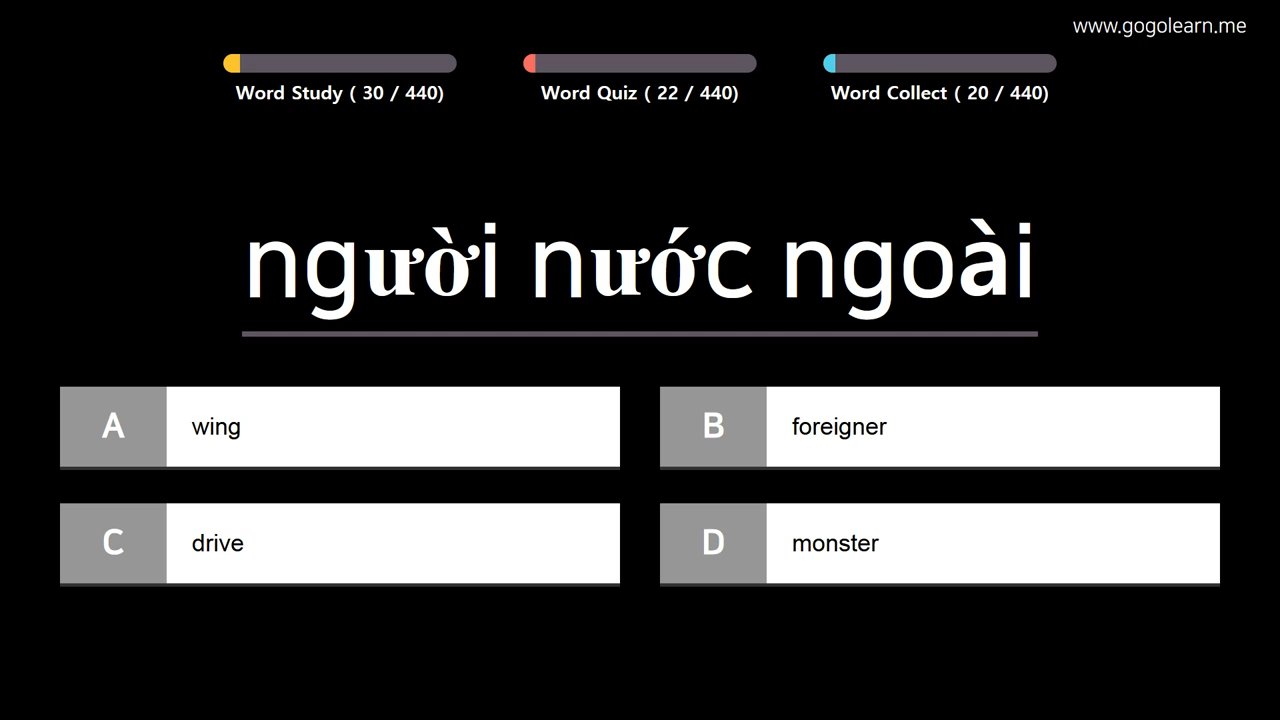 www.gogolearn.me
Word Study ( 30 / 440)
Word Quiz ( 22 / 440)
Word Collect ( 20 / 440)
người nước ngoài
A wing
B foreigner
C drive
D monster